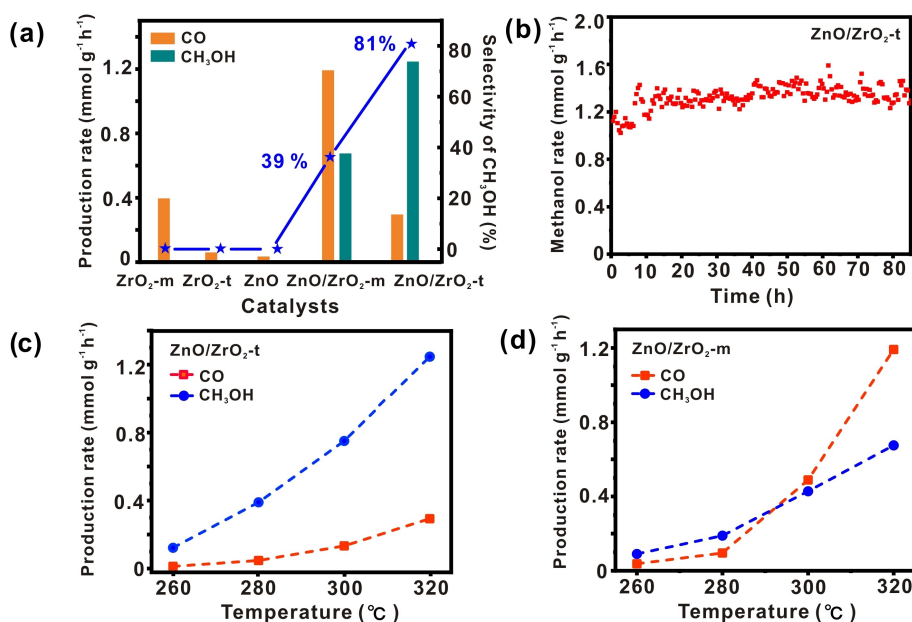 (a)
CO
CH₃OH
81%
39 %
Production rate (mmol g⁻¹h⁻¹)
1.2
0.8
0.4
0
Selectivity of CH₃OH (%)
80
60
40
20
0
ZrO₂-m ZrO₂-t ZnO ZnO/ZrO₂-m ZnO/ZrO₂-t
Catalysts
(b)
ZnO/ZrO₂-t
Methanol rate (mmol g⁻¹h⁻¹)
2.0
1.6
1.2
0.8
0.4
0
0 10 20 30 40 50 60 70 80
Time (h)
(c)
ZnO/ZrO₂-t
CO
CH₃OH
Production rate (mmol g⁻¹h⁻¹)
1.2
0.8
0.4
0
260 280 300 320
Temperature (℃)
(d)
ZnO/ZrO₂-m
CO
CH₃OH
Production rate (mmol g⁻¹h⁻¹)
1.2
0.8
0.4
0
260 280 300 320
Temperature (℃)